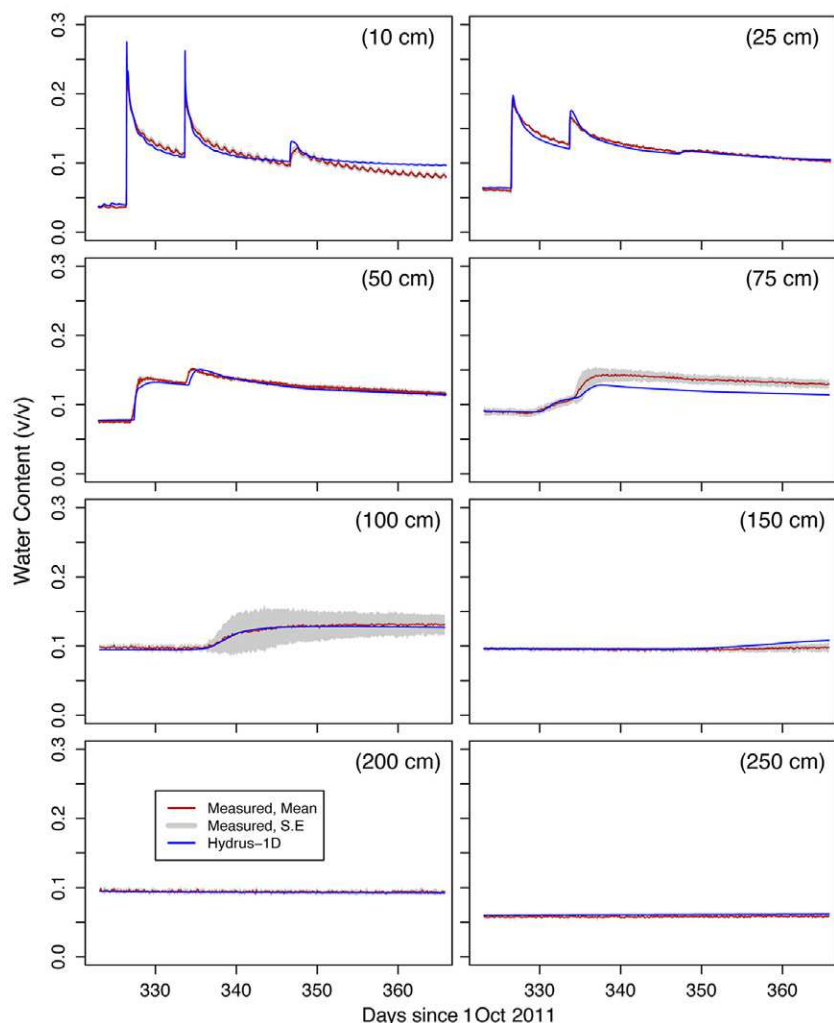 (10 cm)
(25 cm)
0.0 0.1 0.2 0.3
(50 cm)
(75 cm)
0.0 0.1 0.2 0.3
Water Content (v/v)
(100 cm)
(150 cm)
0.0 0.1 0.2 0.3
(200 cm)
(250 cm)
Measured, Mean
Measured, S.E
Hydrus-1D
0.0 0.1 0.2 0.3
330 340 350 360
330 340 350 360
Days since 1Oct 2011